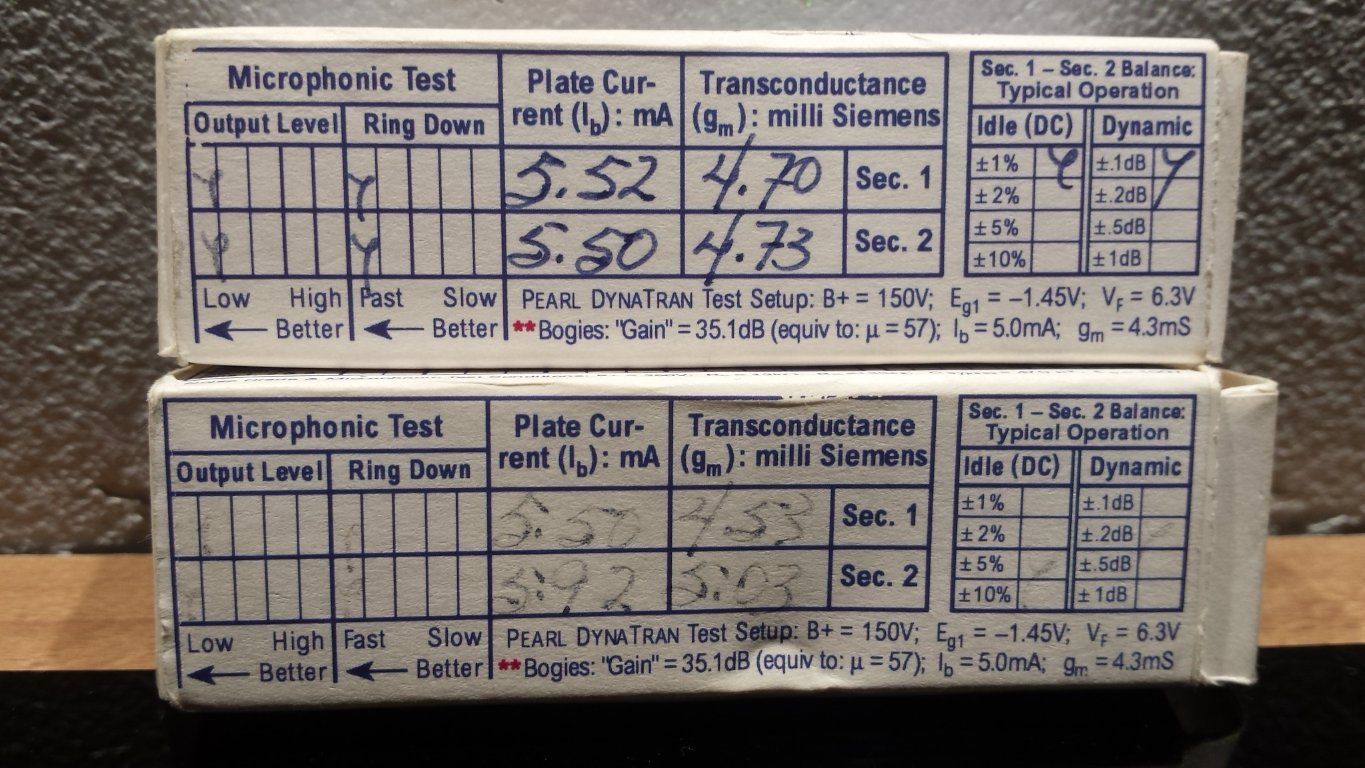 Microphonic Test
Output Level Ring Down
Plate Cur-
rent (Ib): mA
Transconductance
(gm): milli Siemens
5.52 4.70 Sec. 1
5.50 4.73 Sec. 2
Sec. 1 – Sec. 2 Balance:
Typical Operation
Idle (DC) Dynamic
±1% ±.1dB
±2% ±.2dB
±5% ±.5dB
±10% ±1dB
Low High Fast Slow
Better Better
PEARL DYNATRAN Test Setup: B+ = 150V; Eg1 = –1.45V; VF = 6.3V
**Bogies: "Gain" = 35.1dB (equiv to: μ = 57); Ib = 5.0mA; gm = 4.3mS
Microphonic Test
Output Level Ring Down
Plate Cur-
rent (Ib): mA
Transconductance
(gm): milli Siemens
5.50 4.53 Sec. 1
5.92 5.03 Sec. 2
Sec. 1 – Sec. 2 Balance:
Typical Operation
Idle (DC) Dynamic
±1% ±.1dB
±2% ±.2dB
±5% ±.5dB
±10% ±1dB
Low High Fast Slow
Better Better
PEARL DYNATRAN Test Setup: B+ = 150V; Eg1 = –1.45V; VF = 6.3V
**Bogies: "Gain" = 35.1dB (equiv to: μ = 57); Ib = 5.0mA; gm = 4.3mS